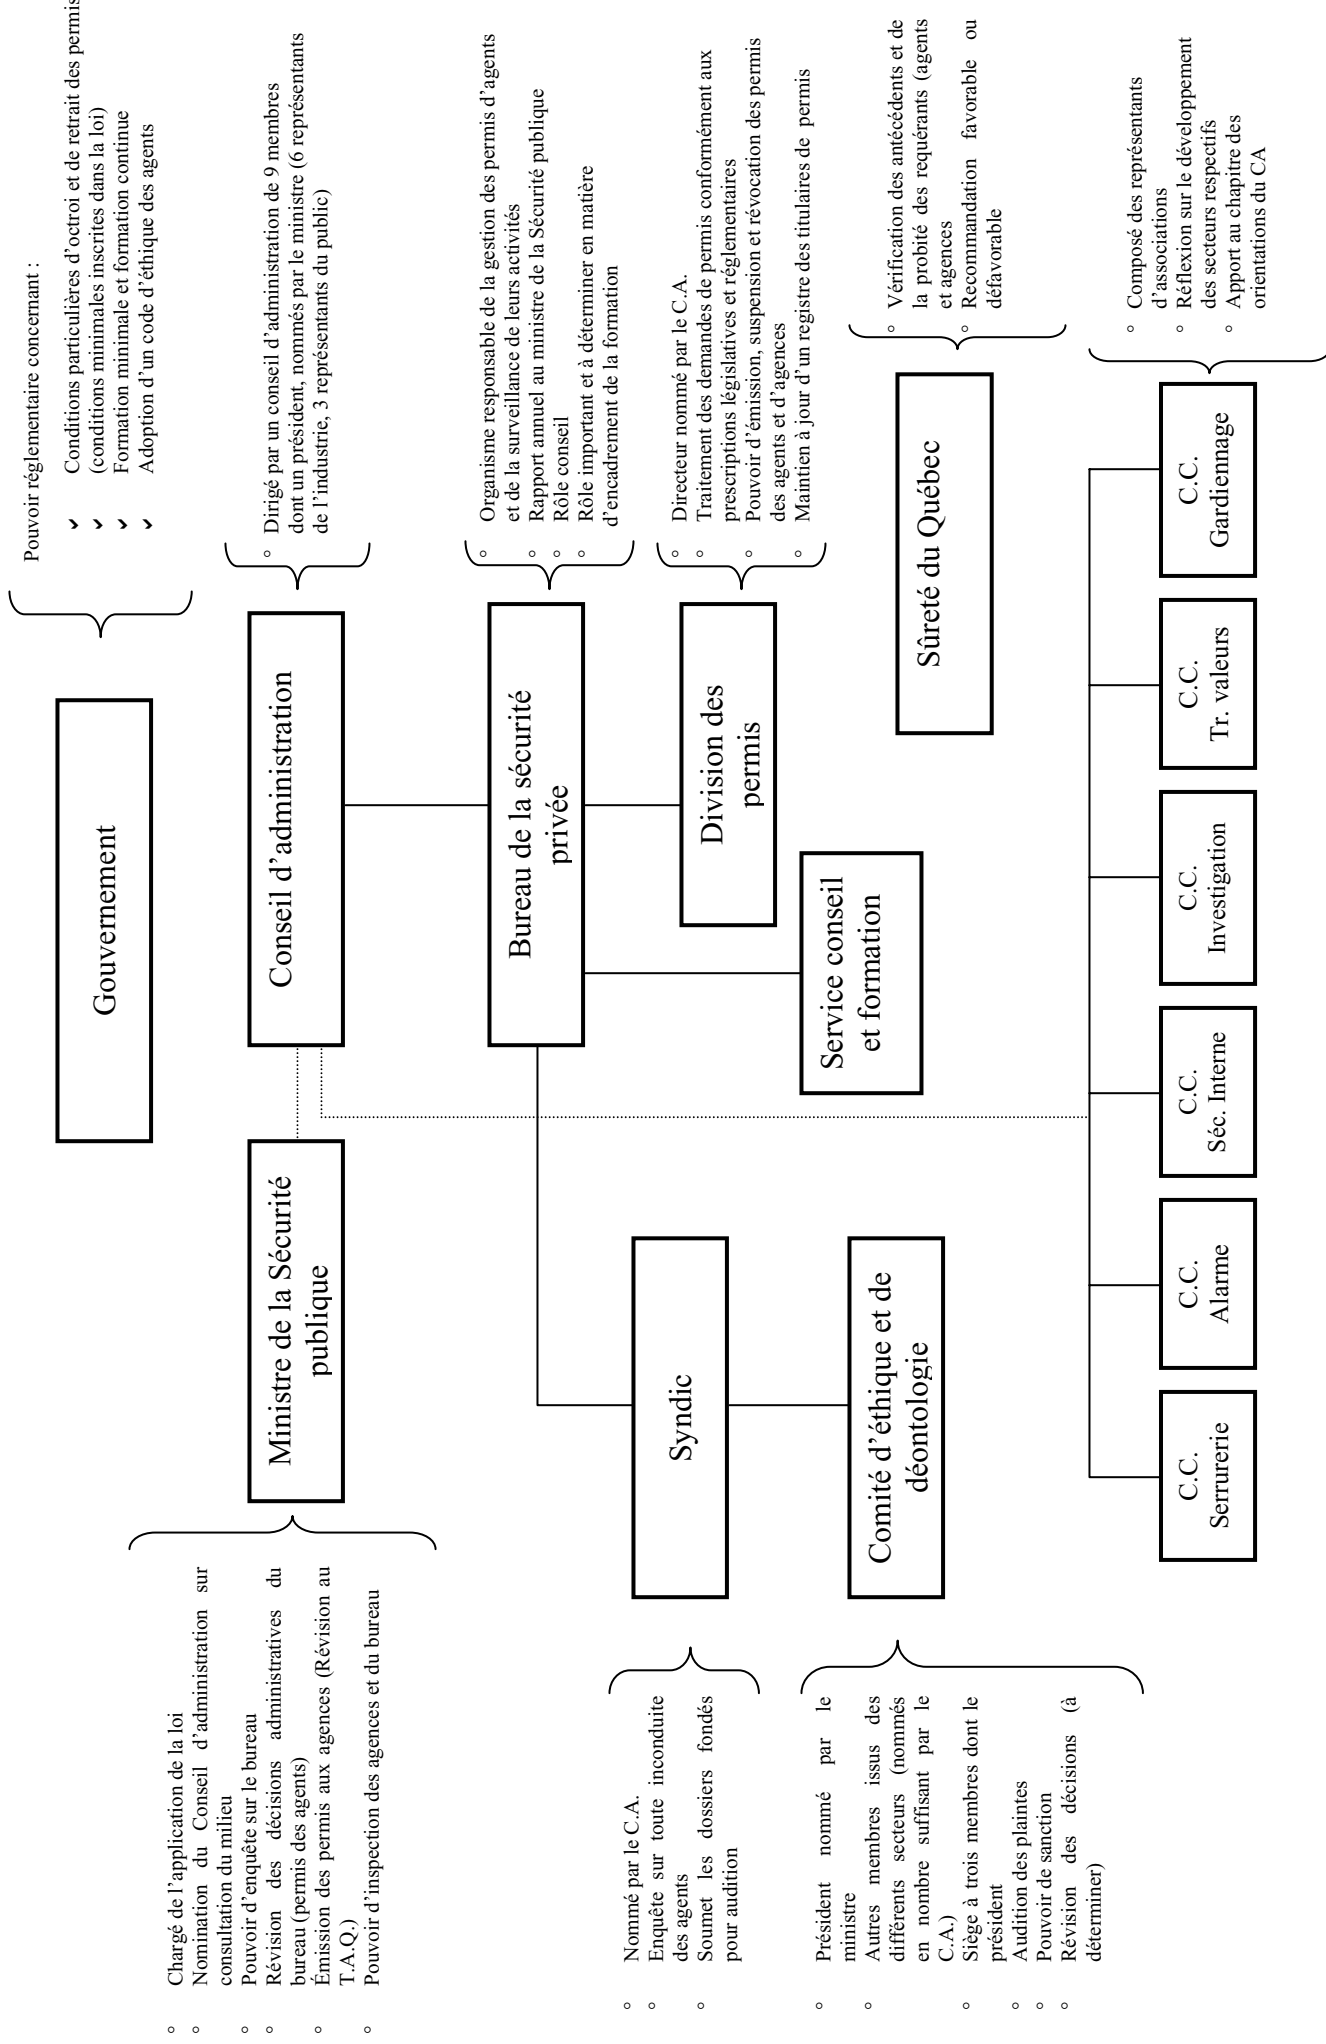 Gouvernement
Pouvoir réglementaire concernant :
Conditions particulières d’octroi et de retrait des permis
(conditions minimales inscrites dans la loi)
Formation minimale et formation continue
Adoption d’un code d’éthique des agents
Chargé de l’application de la loi
Nomination du Conseil d’administration sur
consultation du milieu
Pouvoir d’enquête sur le bureau
Révision des décisions administratives du
bureau (permis des agents)
Émission des permis aux agences (Révision au
T.A.Q.)
Pouvoir d’inspection des agences et du bureau
Ministre de la Sécurité
publique
Conseil d’administration
Dirigé par un conseil d’administration de 9 membres
dont un président, nommés par le ministre (6 représentants
de l’industrie, 3 représentants du public)
Bureau de la sécurité
privée
Organisme responsable de la gestion des permis d’agents
et de la surveillance de leurs activités
Rapport annuel au ministre de la Sécurité publique
Rôle conseil
Rôle important et à déterminer en matière
d’encadrement de la formation
Nommé par le C.A.
Enquête sur toute inconduite
des agents
Soumet les dossiers fondés
pour audition
Syndic
Division des
permis
Directeur nommé par le C.A.
Traitement des demandes de permis conformément aux
prescriptions législatives et réglementaires
Pouvoir d’émission, suspension et révocation des permis
des agents et d’agences
Maintien à jour d’un registre des titulaires de permis
Président nommé par le
ministre
Autres membres issus des
différents secteurs (nommés
en nombre suffisant par le
C.A.)
Siège à trois membres dont le
président
Audition des plaintes
Pouvoir de sanction
Révision des décisions (à
déterminer)
Comité d’éthique et de
déontologie
Service conseil
et formation
Sûreté du Québec
Vérification des antécédents et de
la probité des requérants (agents
et agences)
Recommandation favorable ou
défavorable
C.C.
Serrurerie
C.C.
Alarme
C.C.
Séc. Interne
C.C.
Investigation
C.C.
Tr. valeurs
C.C.
Gardiennage
Composé des représentants
d’associations
Réflexion sur le développement
des secteurs respectifs
Apport au chapitre des
orientations du CA